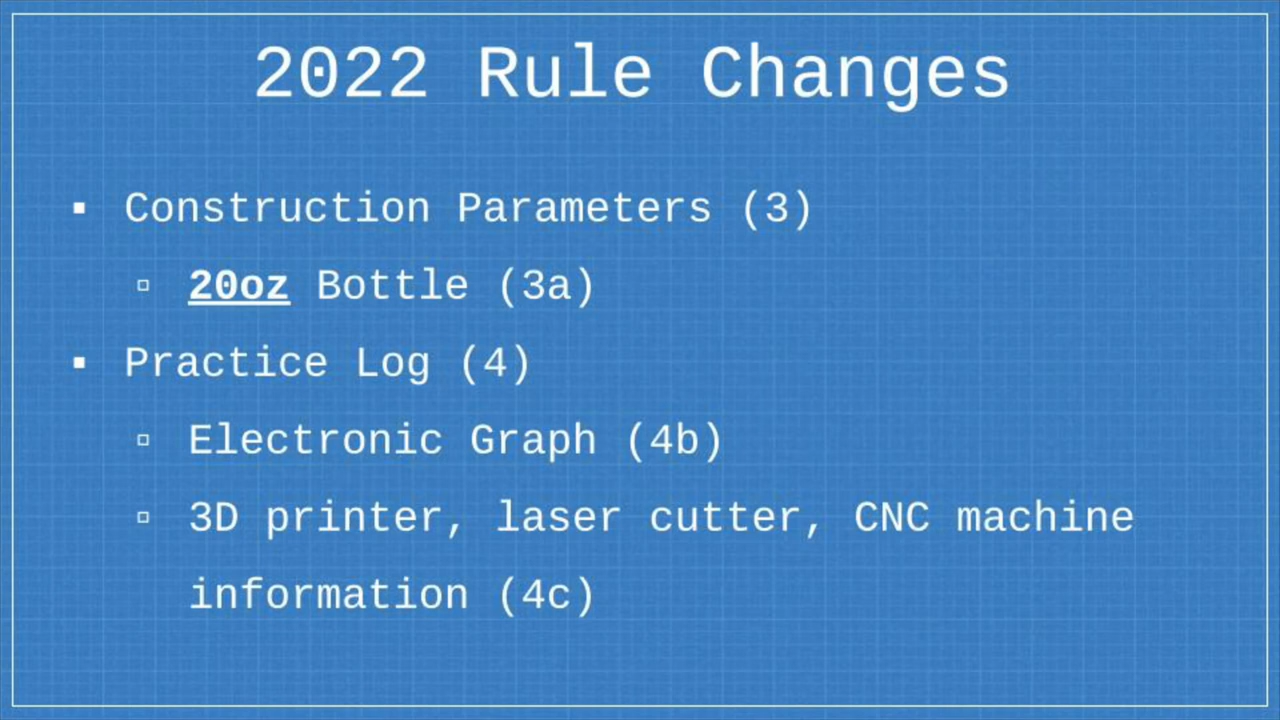 2022 Rule Changes
▪ Construction Parameters (3)
▫ 20oz Bottle (3a)
▪ Practice Log (4)
▫ Electronic Graph (4b)
▫ 3D printer, laser cutter, CNC machine
information (4c)